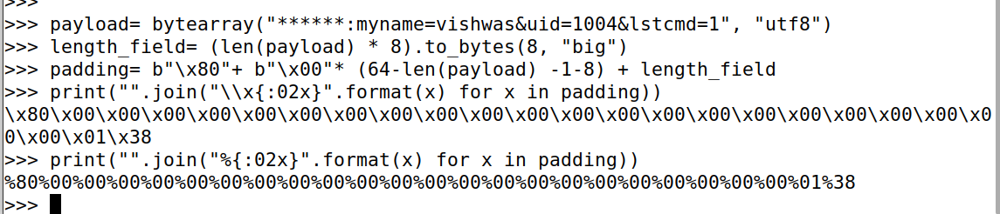 >>>
>>> payload= bytearray("******:myname=vishwas&uid=1004&lstcmd=1", "utf8")
>>> length_field= (len(payload) * 8).to_bytes(8, "big")
>>> padding= b"\x80"+ b"\x00"* (64-len(payload) -1-8) + length_field
>>> print("".join("\\x{:02x}".format(x) for x in padding))
\x80\x00\x00\x00\x00\x00\x00\x00\x00\x00\x00\x00\x00\x00\x00\x00\x00\x00\x00\x00\x00\x0
0\x00\x01\x38
>>> print("".join("%{:02x}".format(x) for x in padding))
%80%00%00%00%00%00%00%00%00%00%00%00%00%00%00%00%00%00%00%00%00%00%00%01%38
>>>